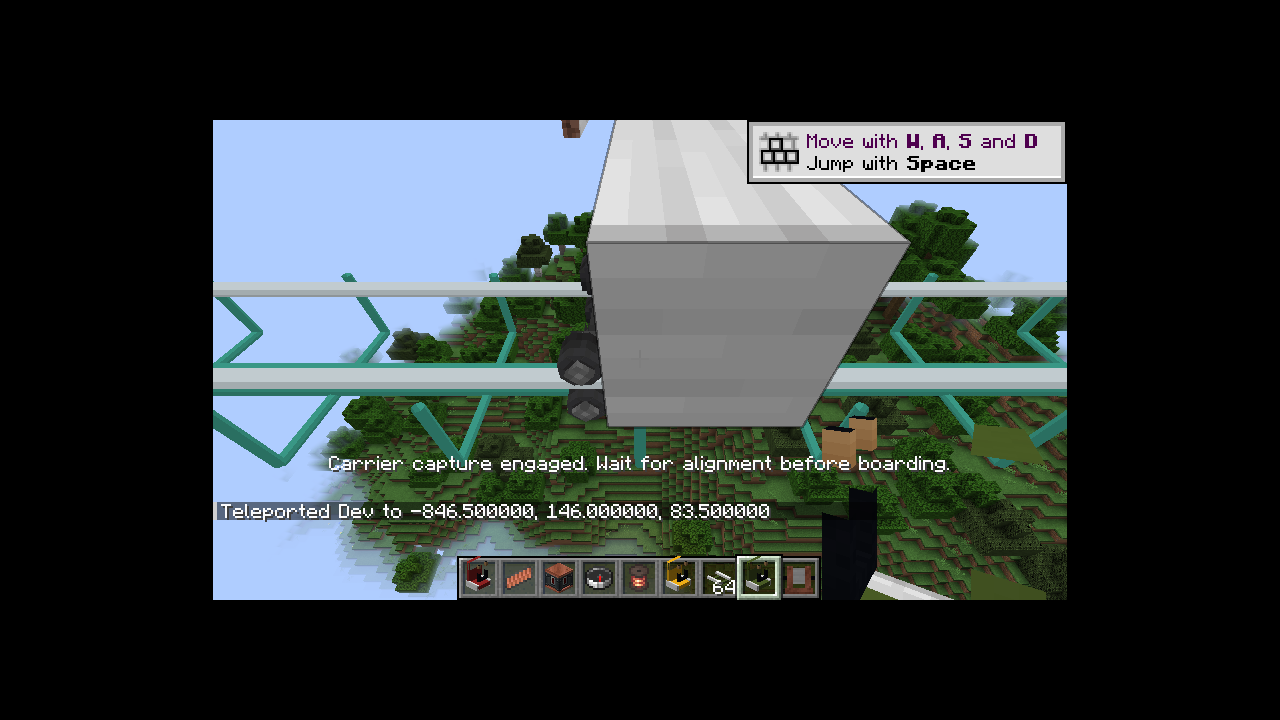 Move with W, A, S and D
Jump with Space
Carrier capture engaged. Wait for alignment before boarding.
Teleported Dev to -846.500000, 146.000000, 83.500000
64